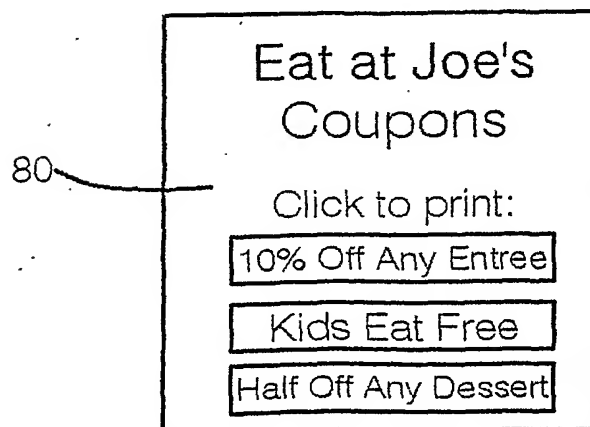 Eat at Joe's
Coupons
80
Click to print:
10% Off Any Entree
Kids Eat Free
Half Off Any Dessert